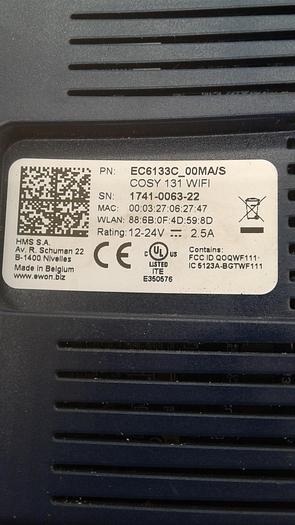 PN: EC6133C_00MA/S
COSY 131 WIFI
SN: 1741-0063-22
MAC: 00:03:27:06:27:47
WLAN: 88:6B:0F:4D:59:8D
Rating: 12-24V ⎓ 2.5A
HMS S.A.
Av. R. Schuman 22
B-1400 Nivelles
Made in Belgium
www.ewon.biz
CE
c UL us
LISTED
ITE
E350576
Contains:
FCC ID QOQWF111
IC 5123A-BGTWF111